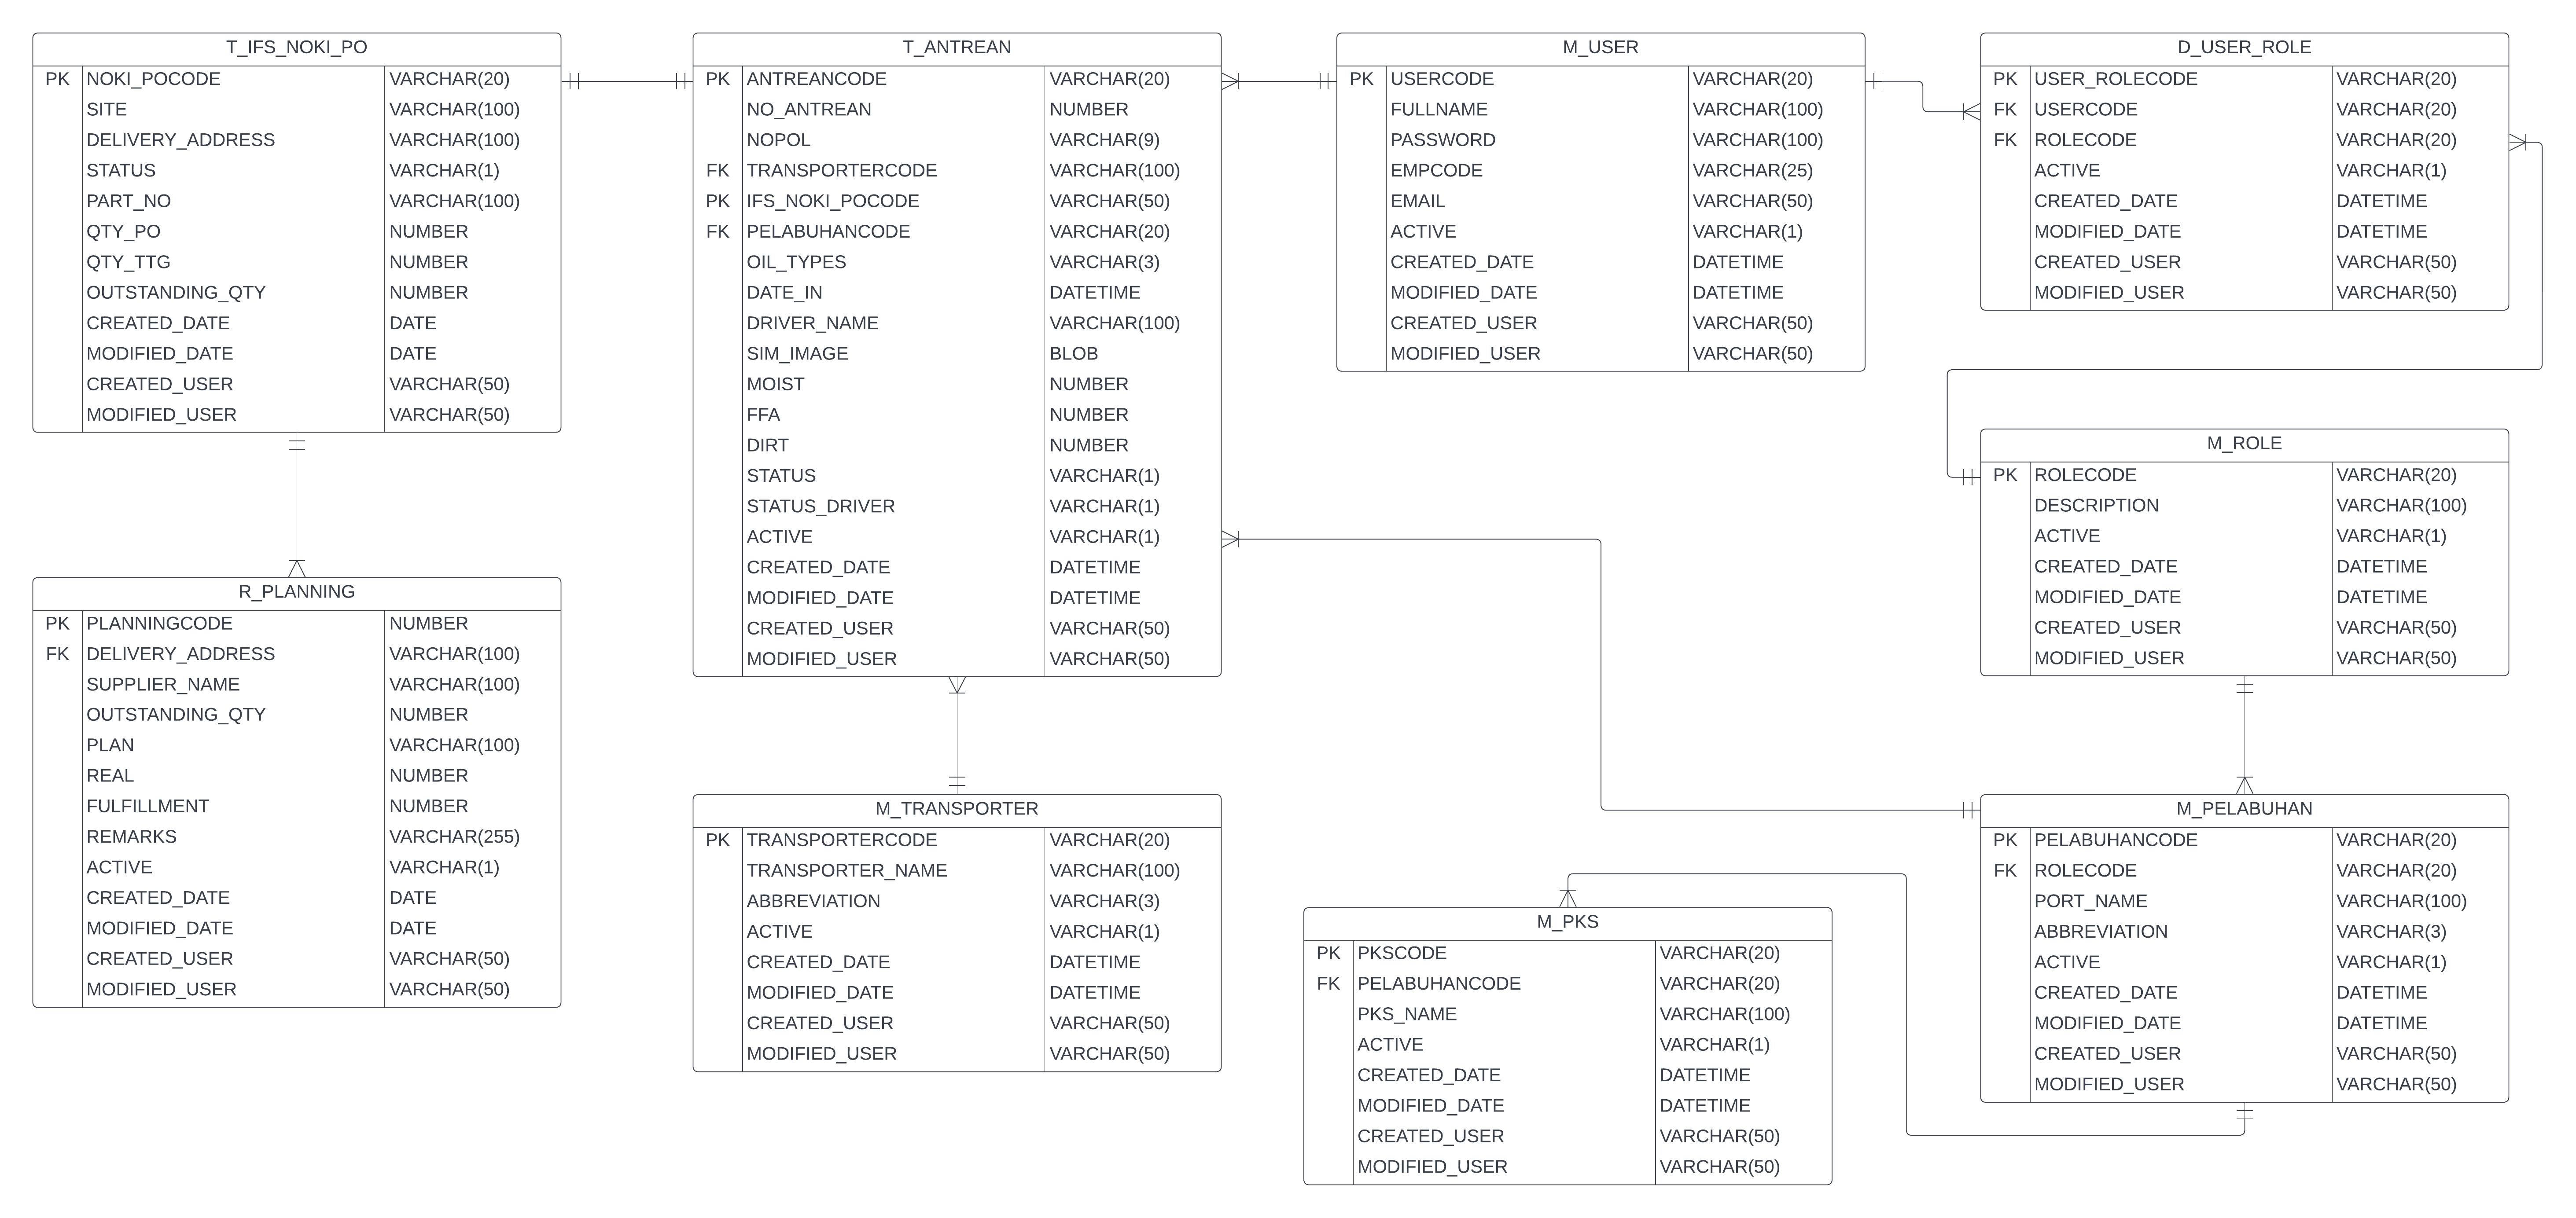 T_IFS_NOKI_PO
PK NOKI_POCODE VARCHAR(20)
SITE VARCHAR(100)
DELIVERY_ADDRESS VARCHAR(100)
STATUS VARCHAR(1)
PART_NO VARCHAR(100)
QTY_PO NUMBER
QTY_TTG NUMBER
OUTSTANDING_QTY NUMBER
CREATED_DATE DATE
MODIFIED_DATE DATE
CREATED_USER VARCHAR(50)
MODIFIED_USER VARCHAR(50)
T_ANTREAN
PK ANTREANCODE VARCHAR(20)
NO_ANTREAN NUMBER
NOPOL VARCHAR(9)
FK TRANSPORTERCODE VARCHAR(100)
PK IFS_NOKI_POCODE VARCHAR(50)
FK PELABUHANCODE VARCHAR(20)
OIL_TYPES VARCHAR(3)
DATE_IN DATETIME
DRIVER_NAME VARCHAR(100)
SIM_IMAGE BLOB
MOIST NUMBER
FFA NUMBER
DIRT NUMBER
STATUS VARCHAR(1)
STATUS_DRIVER VARCHAR(1)
ACTIVE VARCHAR(1)
CREATED_DATE DATETIME
MODIFIED_DATE DATETIME
CREATED_USER VARCHAR(50)
MODIFIED_USER VARCHAR(50)
M_USER
PK USERCODE VARCHAR(20)
FULLNAME VARCHAR(100)
PASSWORD VARCHAR(100)
EMPCODE VARCHAR(25)
EMAIL VARCHAR(50)
ACTIVE VARCHAR(1)
CREATED_DATE DATETIME
MODIFIED_DATE DATETIME
CREATED_USER VARCHAR(50)
MODIFIED_USER VARCHAR(50)
D_USER_ROLE
PK USER_ROLECODE VARCHAR(20)
FK USERCODE VARCHAR(20)
FK ROLECODE VARCHAR(20)
ACTIVE VARCHAR(1)
CREATED_DATE DATETIME
MODIFIED_DATE DATETIME
CREATED_USER VARCHAR(50)
MODIFIED_USER VARCHAR(50)
M_ROLE
PK ROLECODE VARCHAR(20)
DESCRIPTION VARCHAR(100)
ACTIVE VARCHAR(1)
CREATED_DATE DATETIME
MODIFIED_DATE DATETIME
CREATED_USER VARCHAR(50)
MODIFIED_USER VARCHAR(50)
R_PLANNING
PK PLANNINGCODE NUMBER
FK DELIVERY_ADDRESS VARCHAR(100)
SUPPLIER_NAME VARCHAR(100)
OUTSTANDING_QTY NUMBER
PLAN VARCHAR(100)
REAL NUMBER
FULFILLMENT NUMBER
REMARKS VARCHAR(255)
ACTIVE VARCHAR(1)
CREATED_DATE DATE
MODIFIED_DATE DATE
CREATED_USER VARCHAR(50)
MODIFIED_USER VARCHAR(50)
M_TRANSPORTER
PK TRANSPORTERCODE VARCHAR(20)
TRANSPORTER_NAME VARCHAR(100)
ABBREVIATION VARCHAR(3)
ACTIVE VARCHAR(1)
CREATED_DATE DATETIME
MODIFIED_DATE DATETIME
CREATED_USER VARCHAR(50)
MODIFIED_USER VARCHAR(50)
M_PKS
PK PKSCODE VARCHAR(20)
FK PELABUHANCODE VARCHAR(20)
PKS_NAME VARCHAR(100)
ACTIVE VARCHAR(1)
CREATED_DATE DATETIME
MODIFIED_DATE DATETIME
CREATED_USER VARCHAR(50)
MODIFIED_USER VARCHAR(50)
M_PELABUHAN
PK PELABUHANCODE VARCHAR(20)
FK ROLECODE VARCHAR(20)
PORT_NAME VARCHAR(100)
ABBREVIATION VARCHAR(3)
ACTIVE VARCHAR(1)
CREATED_DATE DATETIME
MODIFIED_DATE DATETIME
CREATED_USER VARCHAR(50)
MODIFIED_USER VARCHAR(50)